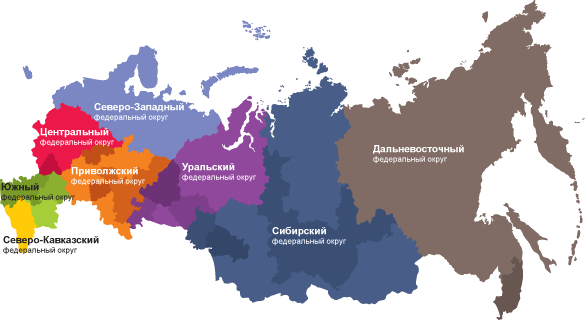 Северо-Западный
федеральный округ
Центральный
федеральный округ
Приволжский
федеральный округ
Уральский
федеральный округ
Дальневосточный
федеральный округ
Южный
федеральный округ
Северо-Кавказский
федеральный округ
Сибирский
федеральный округ